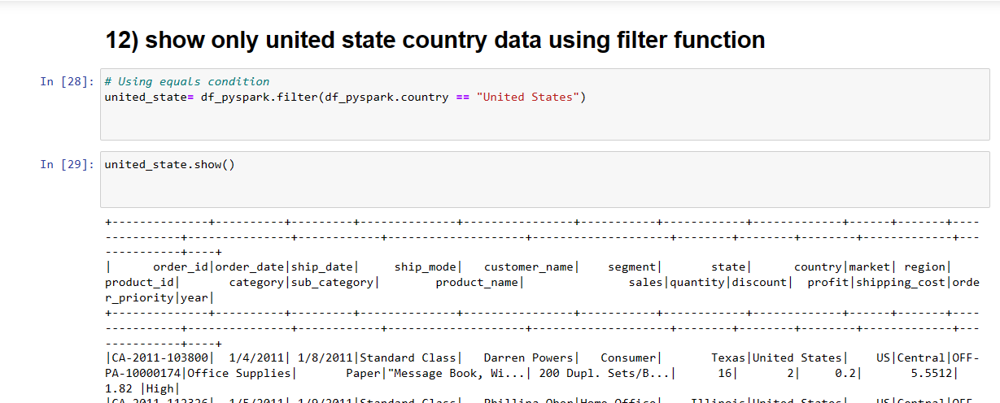 12) show only united state country data using filter function
In [28]: # Using equals condition
united_state= df_pyspark.filter(df_pyspark.country == "United States")
In [29]: united_state.show()
+--------------+----------+---------+--------------+-----------------+-----------+------------+-------------+------+-------+----
-----------+---------------+------------+---------------------+--------------------+--------+--------+--------+-------------+---
-----------+----+
|      order_id|order_date|ship_date|     ship_mode|   customer_name|    segment|       state|      country|market| region|
product_id|       category|sub_category|        product_name|               sales|quantity|discount|  profit|shipping_cost|orde
r_priority|year|
+--------------+----------+---------+--------------+-----------------+-----------+------------+-------------+------+-------+----
-----------+---------------+------------+---------------------+--------------------+--------+--------+--------+-------------+---
-----------+----+
|CA-2011-103800|  1/4/2011| 1/8/2011|Standard Class|   Darren Powers|   Consumer|       Texas|United States|    US|Central|OFF-
PA-10000174|Office Supplies|       Paper|"Message Book, Wi...| 200 Dupl. Sets/B...|      16|       2|     0.2|       5.5512|
1.82 |High|
|CA-2011-112326|  1/5/2011| 1/9/2011|Standard Class|   Phillina Ober|Home Office|    Illinois|United States|    US|Central|OFF-